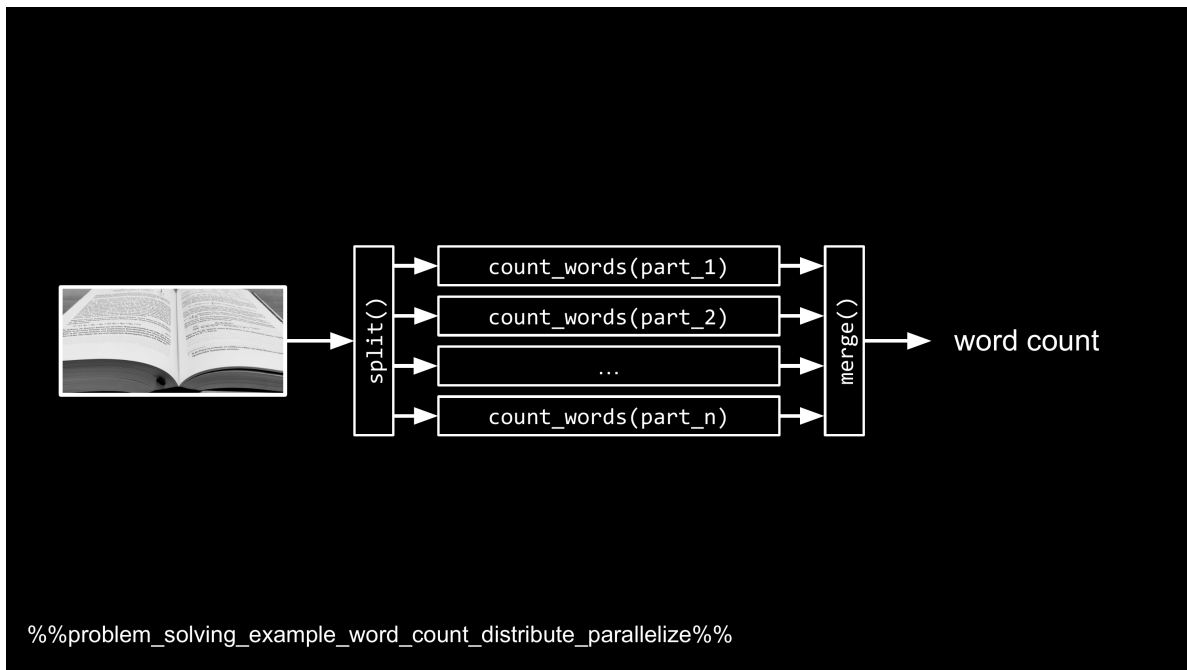 split()
count_words(part_1)
count_words(part_2)
...
count_words(part_n)
merge()
word count
%%problem_solving_example_word_count_distribute_parallelize%%